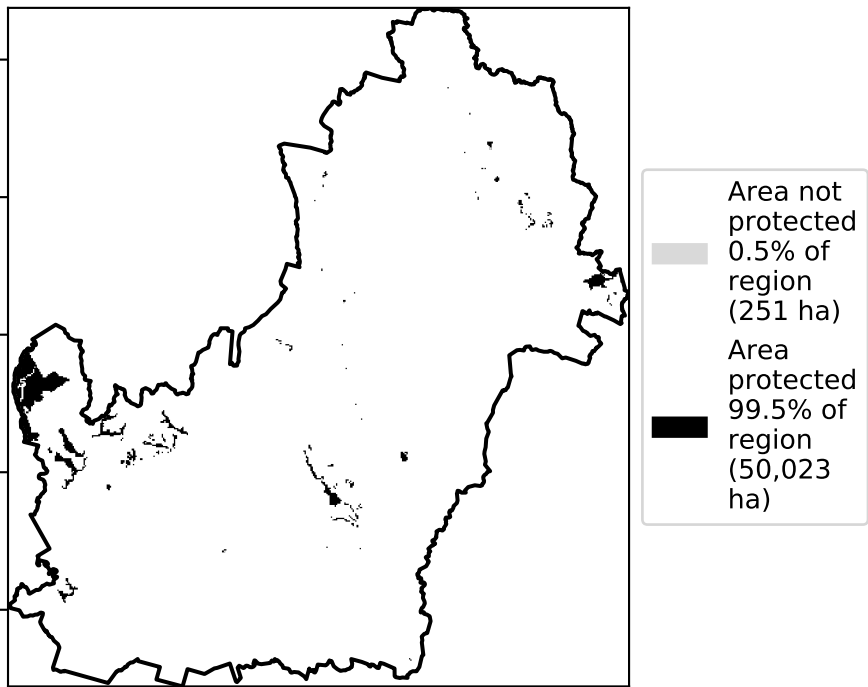 Area not
protected
0.5% of
region
(251 ha)
Area
protected
99.5% of
region
(50,023
ha)